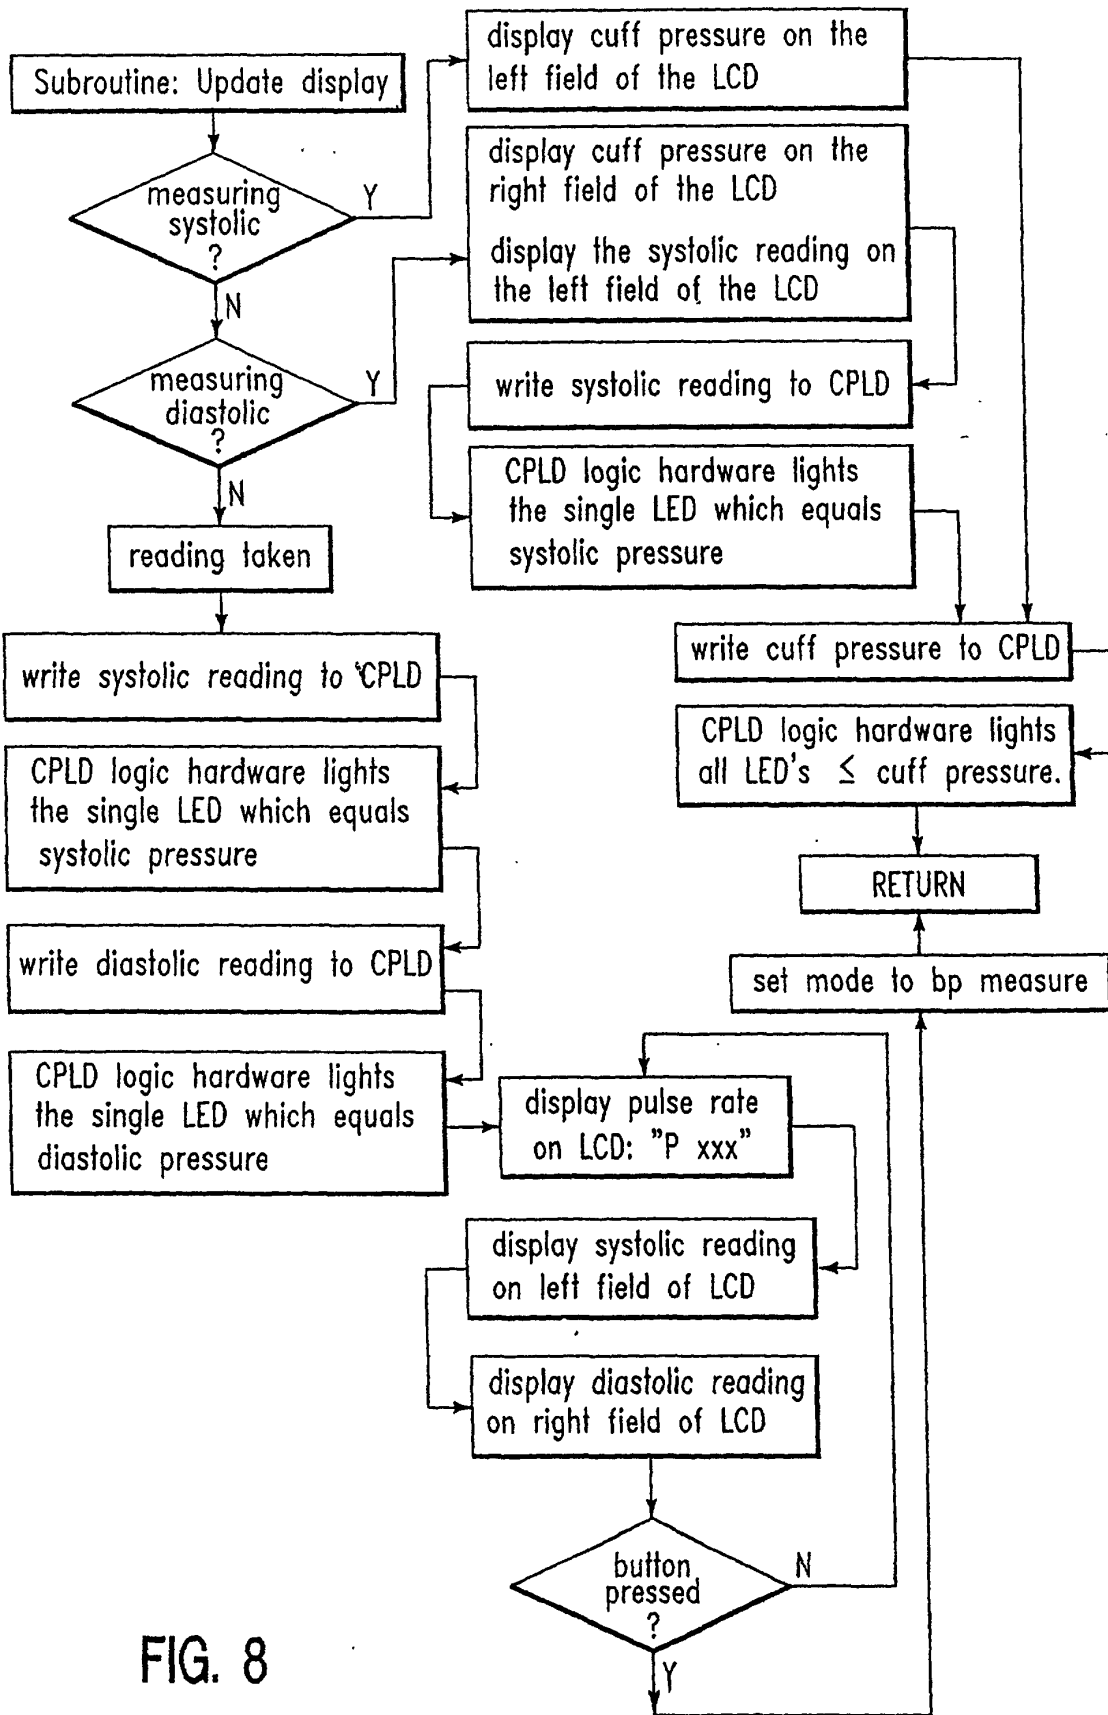 Subroutine: Update display
measuring
systolic
?
Y
N
display cuff pressure on the
left field of the LCD
display cuff pressure on the
right field of the LCD
display the systolic reading on
the left field of the LCD
measuring
diastolic
?
Y
N
write systolic reading to CPLD
CPLD logic hardware lights
the single LED which equals
systolic pressure
reading taken
write cuff pressure to CPLD
CPLD logic hardware lights
all LED's ≤ cuff pressure.
RETURN
set mode to bp measure
write systolic reading to CPLD
CPLD logic hardware lights
the single LED which equals
systolic pressure
write diastolic reading to CPLD
CPLD logic hardware lights
the single LED which equals
diastolic pressure
display pulse rate
on LCD: "P xxx"
display systolic reading
on left field of LCD
display diastolic reading
on right field of LCD
button
pressed
?
N
Y
FIG. 8